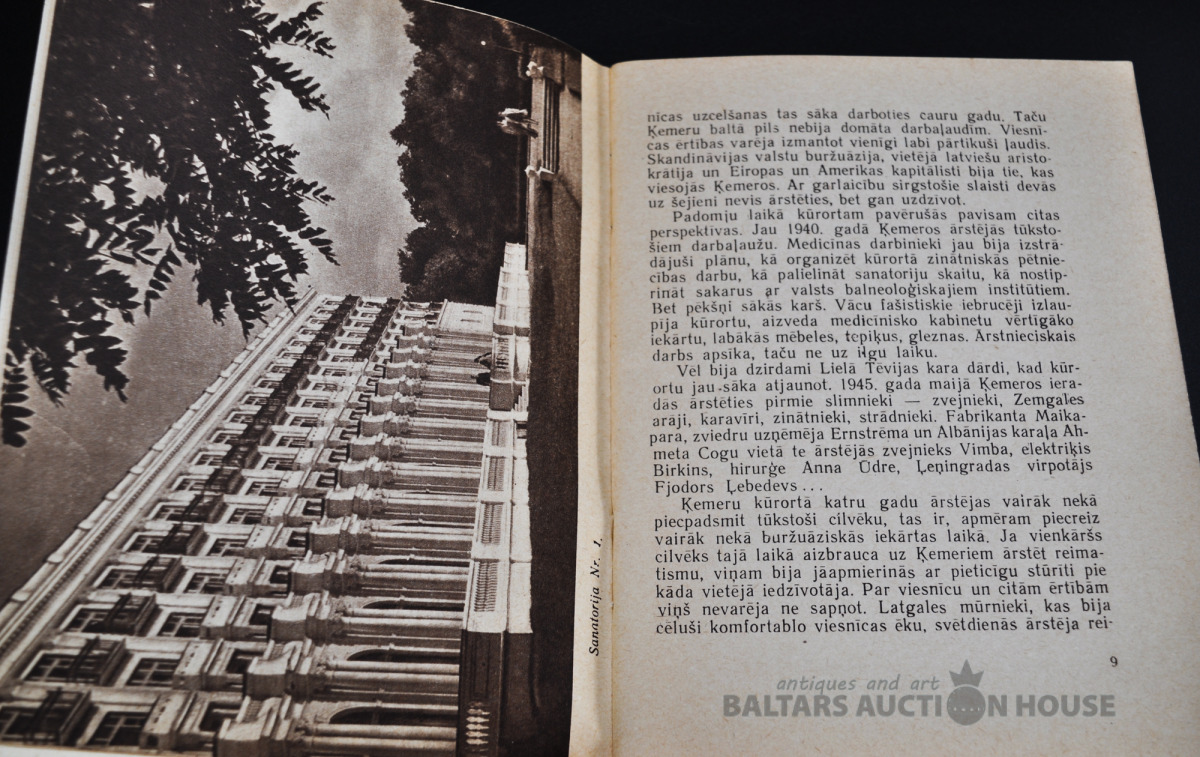 Sanatorija Nr. 1.
nīcas uzcelšanas tas sāka darboties cauru gadu. Taču
Ķemeru baltā pils nebija domāta darbaļaudīm. Viesnī-
cas ērtības varēja izmantot vienīgi labi pārtikuši ļaudis.
Skandināvijas valstu buržuāzija, vietējā latviešu aristo-
krātija un Eiropas un Amerikas kapitālisti bija tie, kas
viesojās Ķemeros. Ar garlaicību sirgstošie slaisti devās
uz šejieni nevis ārstēties, bet gan uzdzīvot.
Padomju laikā kūrortam pavērušās pavisam citas
perspektīvas. Jau 1940. gadā Ķemeros ārstējās tūksto-
šiem darbaļaužu. Medicīnas darbinieki jau bija izstrā-
dājuši plānu, kā organizēt kūrortā zinātniskās pētnie-
cības darbu, kā palielināt sanatoriju skaitu, kā nostip-
rināt sakarus ar valsts balneoloģiskajiem institūtiem.
Bet pēkšņi sākās karš. Vācu fašistiskie iebrucēji izlau-
pīja kūrortu, aizveda medicīnisko kabinetu vērtīgāko
iekārtu, labākās mēbeles, tepiķus, gleznas. Ārstnieciskais
darbs apsīka, taču ne uz ilgu laiku.
Vēl bija dzirdami Lielā Tēvijas kara dārdi, kad kūr-
ortu jau sāka atjaunot. 1945. gada maijā Ķemeros iera-
dās ārstēties pirmie slimnieki — zvejnieki, Zemgales
arāji, karavīri, zinātnieki, strādnieki. Fabrikanta Maika-
para, zviedru uzņēmēja Ernstrēma un Albānijas karaļa Ah-
meta Cogu vietā te ārstējās zvejnieks Vimba, elektriķis
Birkins, hirurģe Anna Ūdre, Ļeņingradas virpotājs
Fjodors Ļebedevs . . .
Ķemeru kūrortā katru gadu ārstējas vairāk nekā
piecpadsmit tūkstoši cilvēku, tas ir, apmēram piecreiz
vairāk nekā buržuāziskās iekārtas laikā. Ja vienkāršs
cilvēks tajā laikā aizbrauca uz Ķemeriem ārstēt reima-
tismu, viņam bija jāapmierinās ar pieticīgu stūrīti pie
kāda vietējā iedzīvotāja. Par viesnīcu un citām ērtībām
viņš nevarēja ne sapņot. Latgales mūrnieki, kas bija
cēluši komfortablo viesnīcas ēku, svētdienās ārstēja rei-
9
antiques and art
BALTARS AUCTION HOUSE